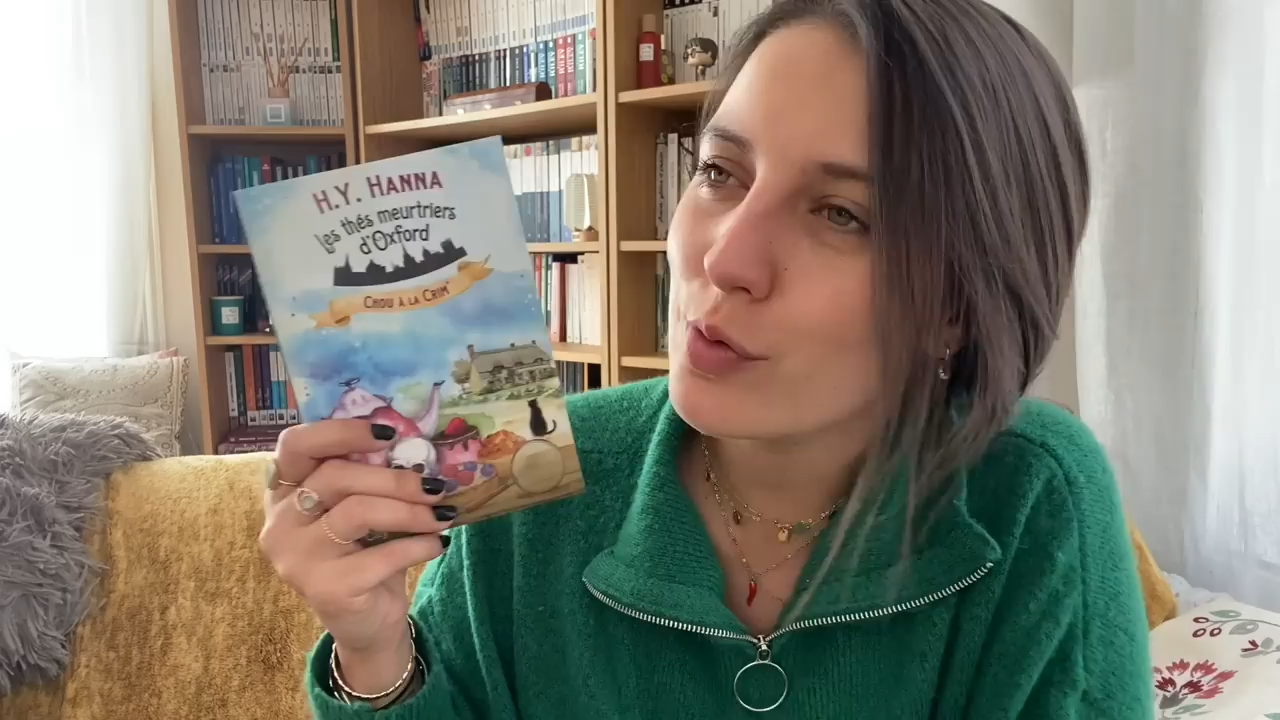 H.Y. HANNA
Les thés meurtriers
d'Oxford
CHOU À LA CRIM'